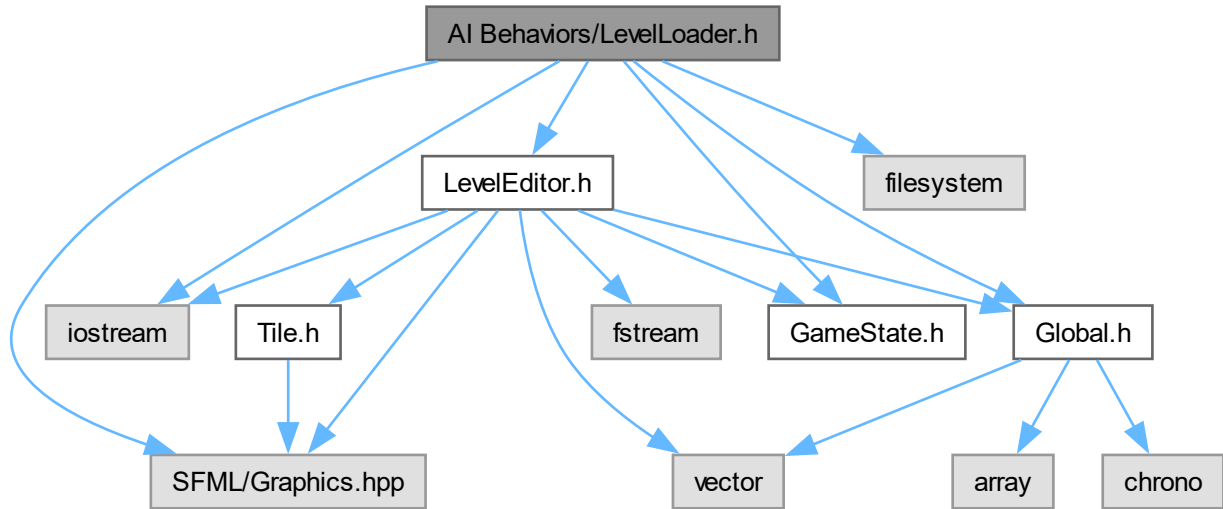 AI Behaviors/LevelLoader.h
LevelEditor.h
filesystem
iostream
Tile.h
fstream
GameState.h
Global.h
SFML/Graphics.hpp
vector
array
chrono